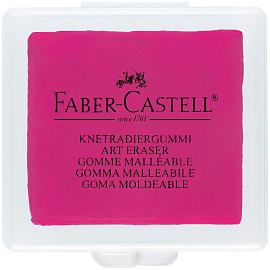 FABER-CASTELL
since 1761
KNETRADIERGUMMI
ART ERASER
GOMME MALLÉABLE
GOMMA MALLEABILE
GOMA MOLDEABLE